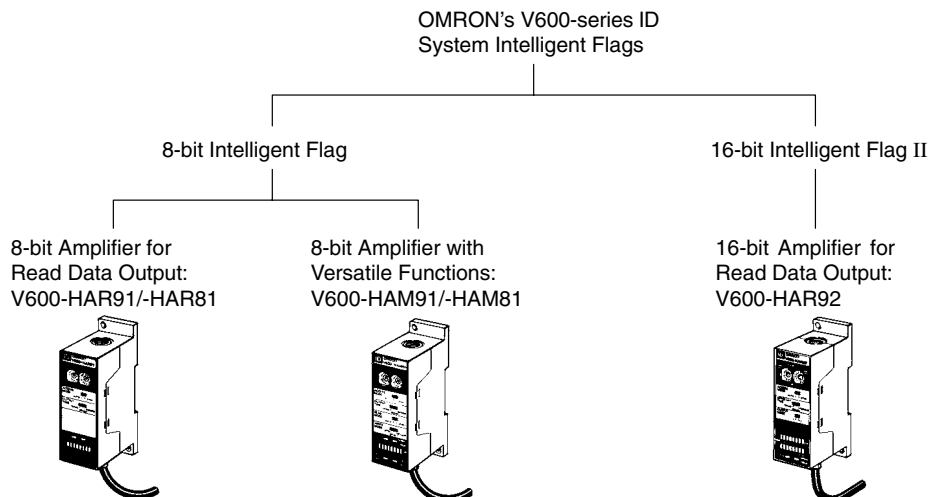 OMRON's V600-series ID
System Intelligent Flags
8-bit Intelligent Flag
16-bit Intelligent Flag II
8-bit Amplifier for
Read Data Output:
V600-HAR91/-HAR81
8-bit Amplifier with
Versatile Functions:
V600-HAM91/-HAM81
16-bit Amplifier for
Read Data Output:
V600-HAR92